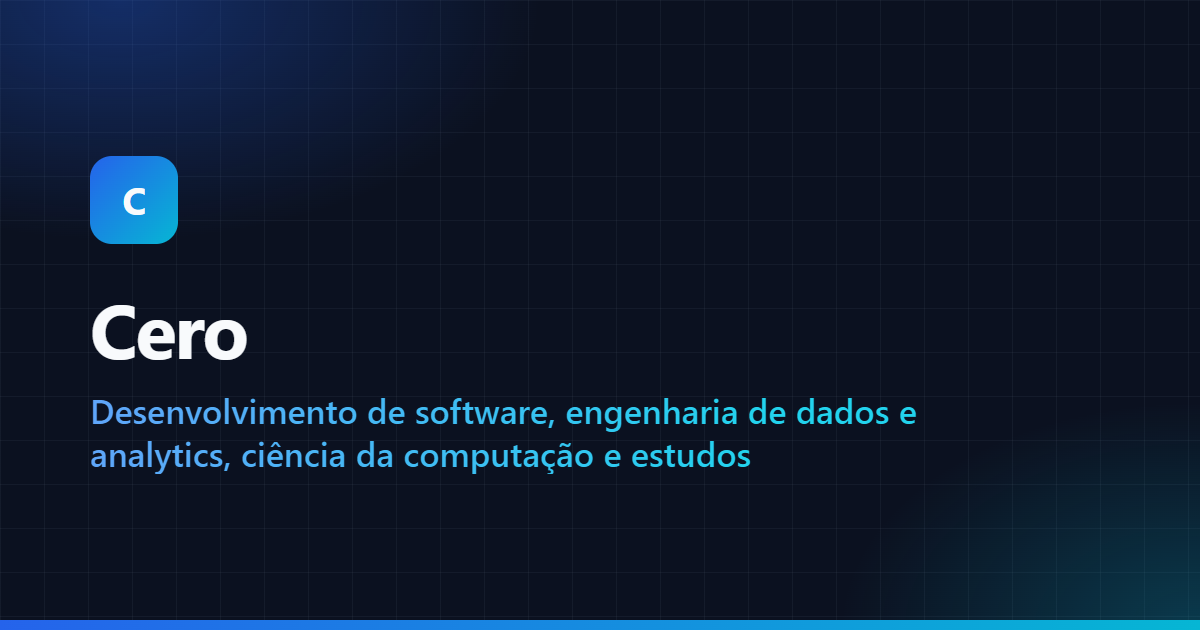 C
Cero
Desenvolvimento de software, engenharia de dados e
analytics, ciência da computação e estudos